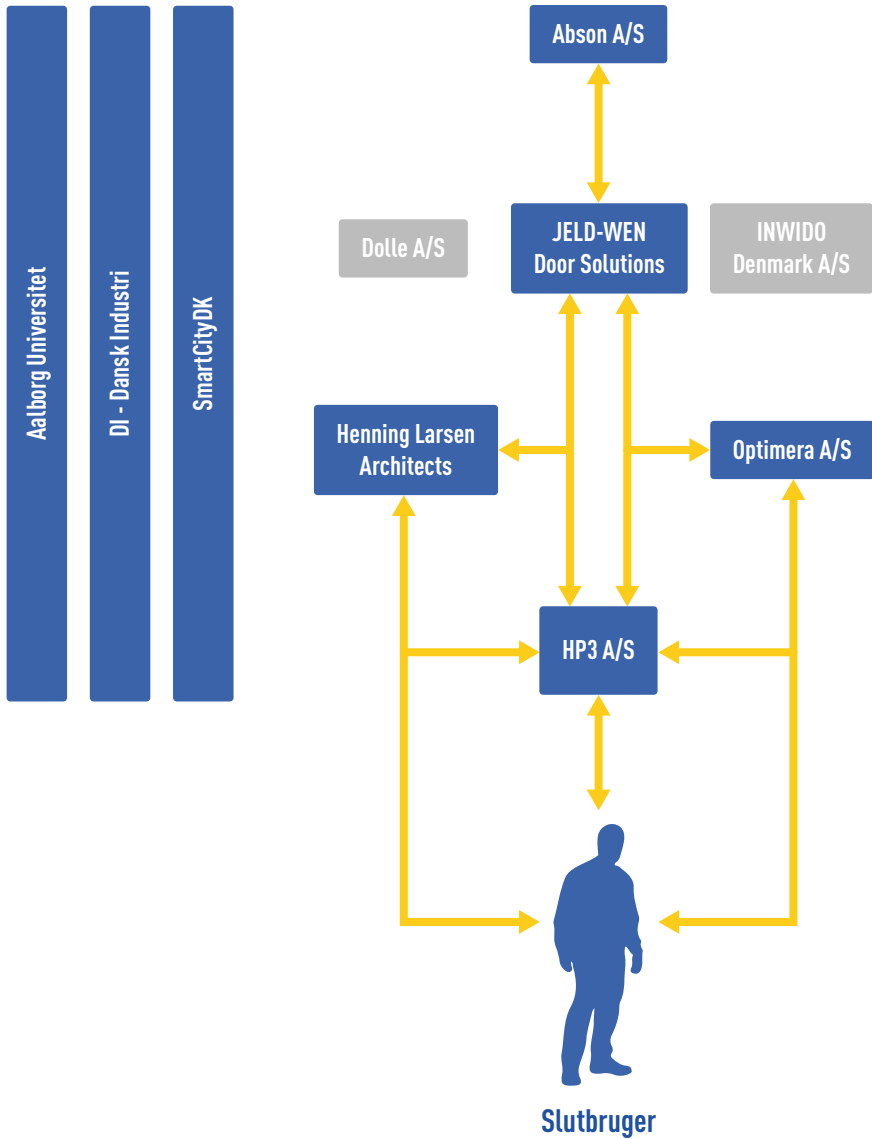 Aalborg Universitet
DI - Dansk Industri
SmartCityDK
Abson A/S
Dolle A/S
JELD-WEN
Door Solutions
INWIDO
Denmark A/S
Henning Larsen
Architects
Optimera A/S
HP3 A/S
Slutbruger